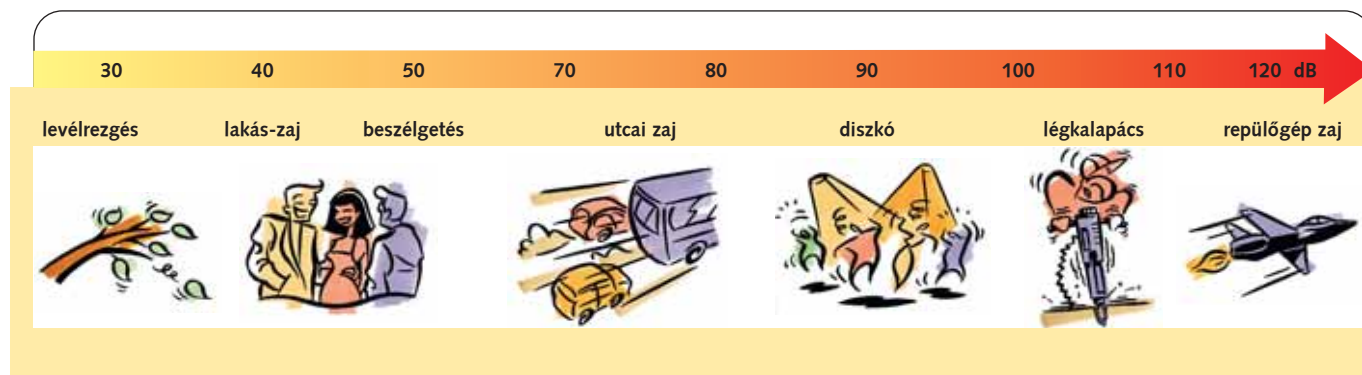 30 40 50 70 80 90 100 110 120 dB
levélrezgés lakás-zaj beszélgetés utcai zaj diszkó légkalapács repülőgép zaj